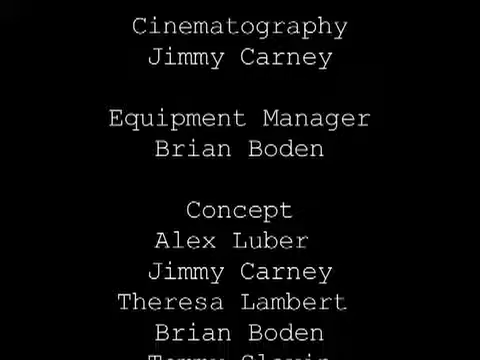 Cinematography
Jimmy Carney
Equipment Manager
Brian Boden
Concept
Alex Luber
Jimmy Carney
Theresa Lambert
Brian Boden